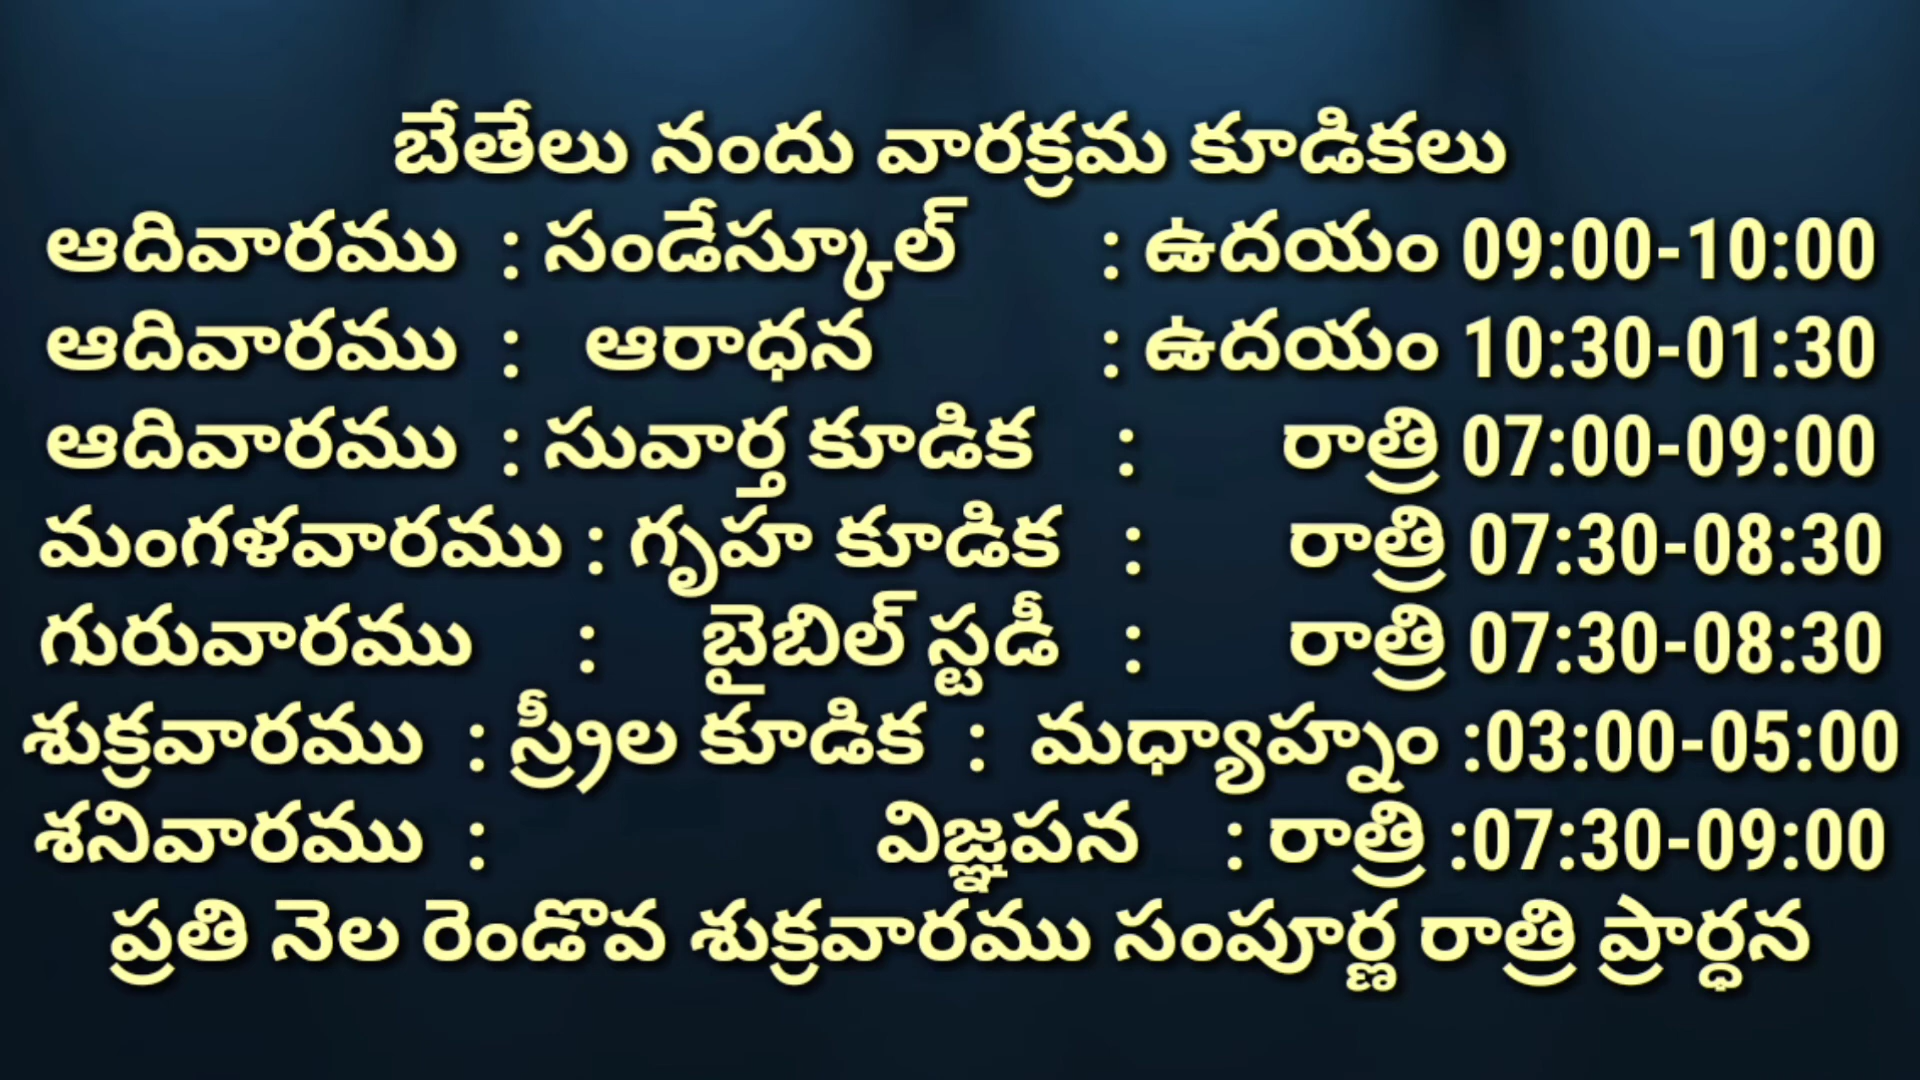 బేతేలు నందు వారక్రమ కూడికలు
ఆదివారము : సండేస్కూల్ : ఉదయం 09:00-10:00
ఆదివారము : ఆరాధన : ఉదయం 10:30-01:30
ఆదివారము : సువార్త కూడిక : రాత్రి 07:00-09:00
మంగళవారము : గృహ కూడిక : రాత్రి 07:30-08:30
గురువారము : బైబిల్ స్టడీ : రాత్రి 07:30-08:30
శుక్రవారము : స్త్రీల కూడిక : మధ్యాహ్నం :03:00-05:00
శనివారము : విజ్ఞపన : రాత్రి :07:30-09:00
ప్రతి నెల రెండొవ శుక్రవారము సంపూర్ణ రాత్రి ప్రార్ధన